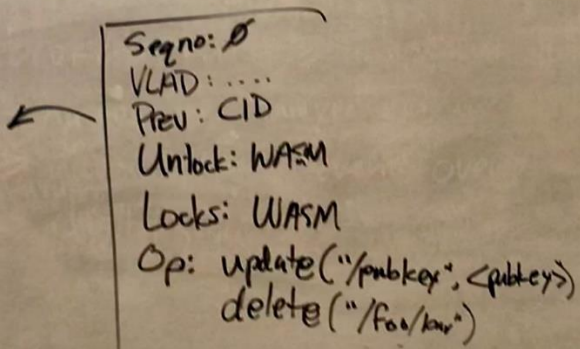 Seqno: Ø
VLAD: ....
Prev: CID
Unlock: WASM
Locks: WASM
Op: update("/pubkey", <pubkey>)
delete("/foo/bar")